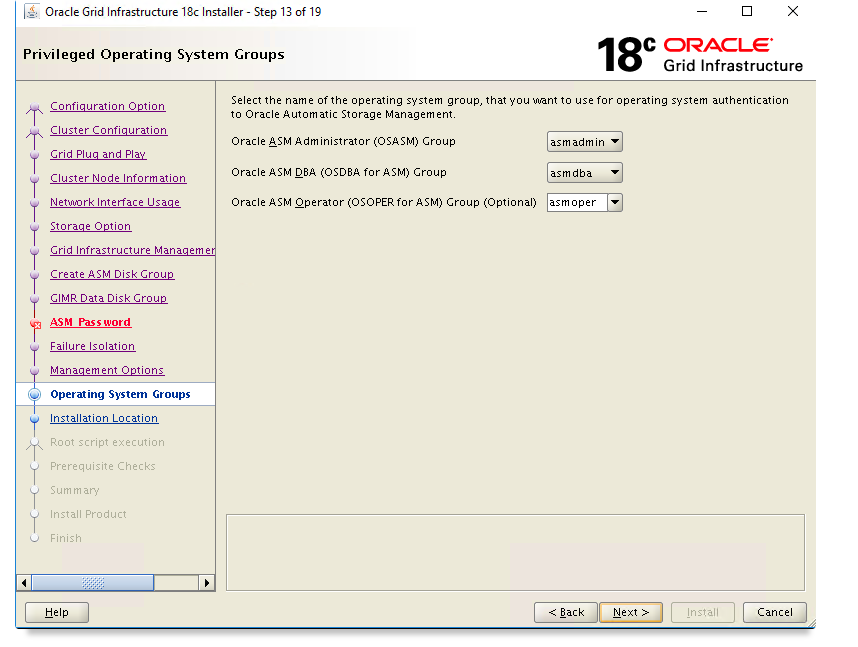 Oracle Grid Infrastructure 18c Installer - Step 13 of 19
Privileged Operating System Groups
18c ORACLE
Grid Infrastructure
Configuration Option
Cluster Configuration
Grid Plug and Play
Cluster Node Information
Network Interface Usage
Storage Option
Grid Infrastructure Managemen
Create ASM Disk Group
GIMR Data Disk Group
ASM Password
Failure Isolation
Management Options
Operating System Groups
Installation Location
Root script execution
Prerequisite Checks
Summary
Install Product
Finish
Select the name of the operating system group, that you want to use for operating system authentication
to Oracle Automatic Storage Management.
Oracle ASM Administrator (OSASM) Group asmadmin
Oracle ASM DBA (OSDBA for ASM) Group asmdba
Oracle ASM Operator (OSOPER for ASM) Group (Optional) asmoper
Help < Back Next > Install Cancel